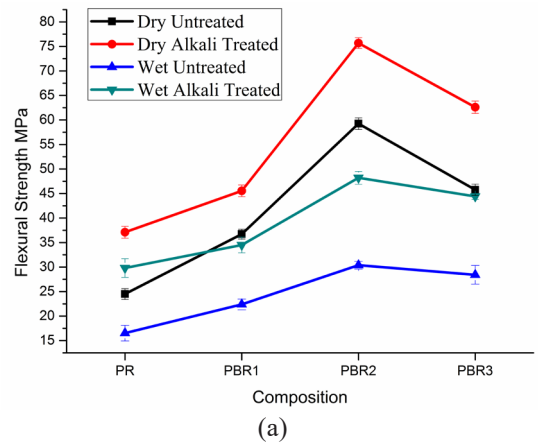 Dry Untreated
Dry Alkali Treated
Wet Untreated
Wet Alkali Treated
80
75
70
65
60
55
50
45
40
35
30
25
20
15
Flexural Strength MPa
PR PBR1 PBR2 PBR3
Composition
(a)